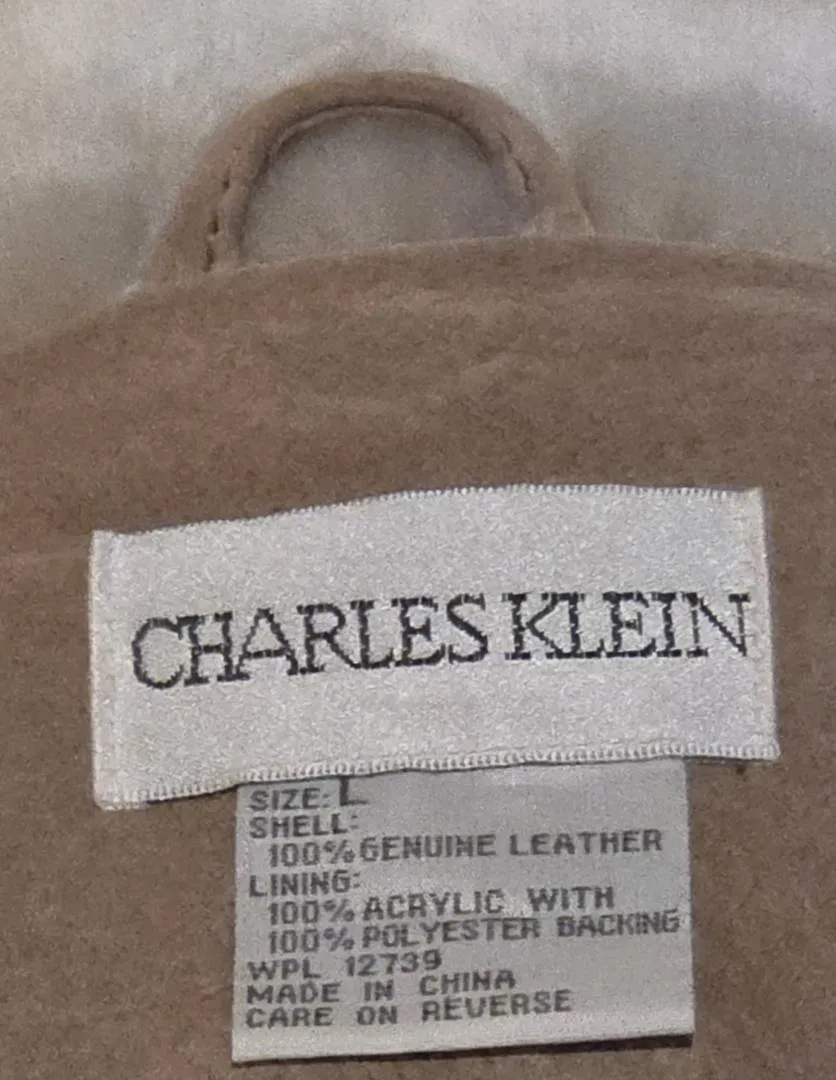 CHARLES KLEIN
SIZE: L
SHELL:
100% GENUINE LEATHER
LINING:
100% ACRYLIC WITH
100% POLYESTER BACKING
WPL 12739
MADE IN CHINA
CARE ON REVERSE